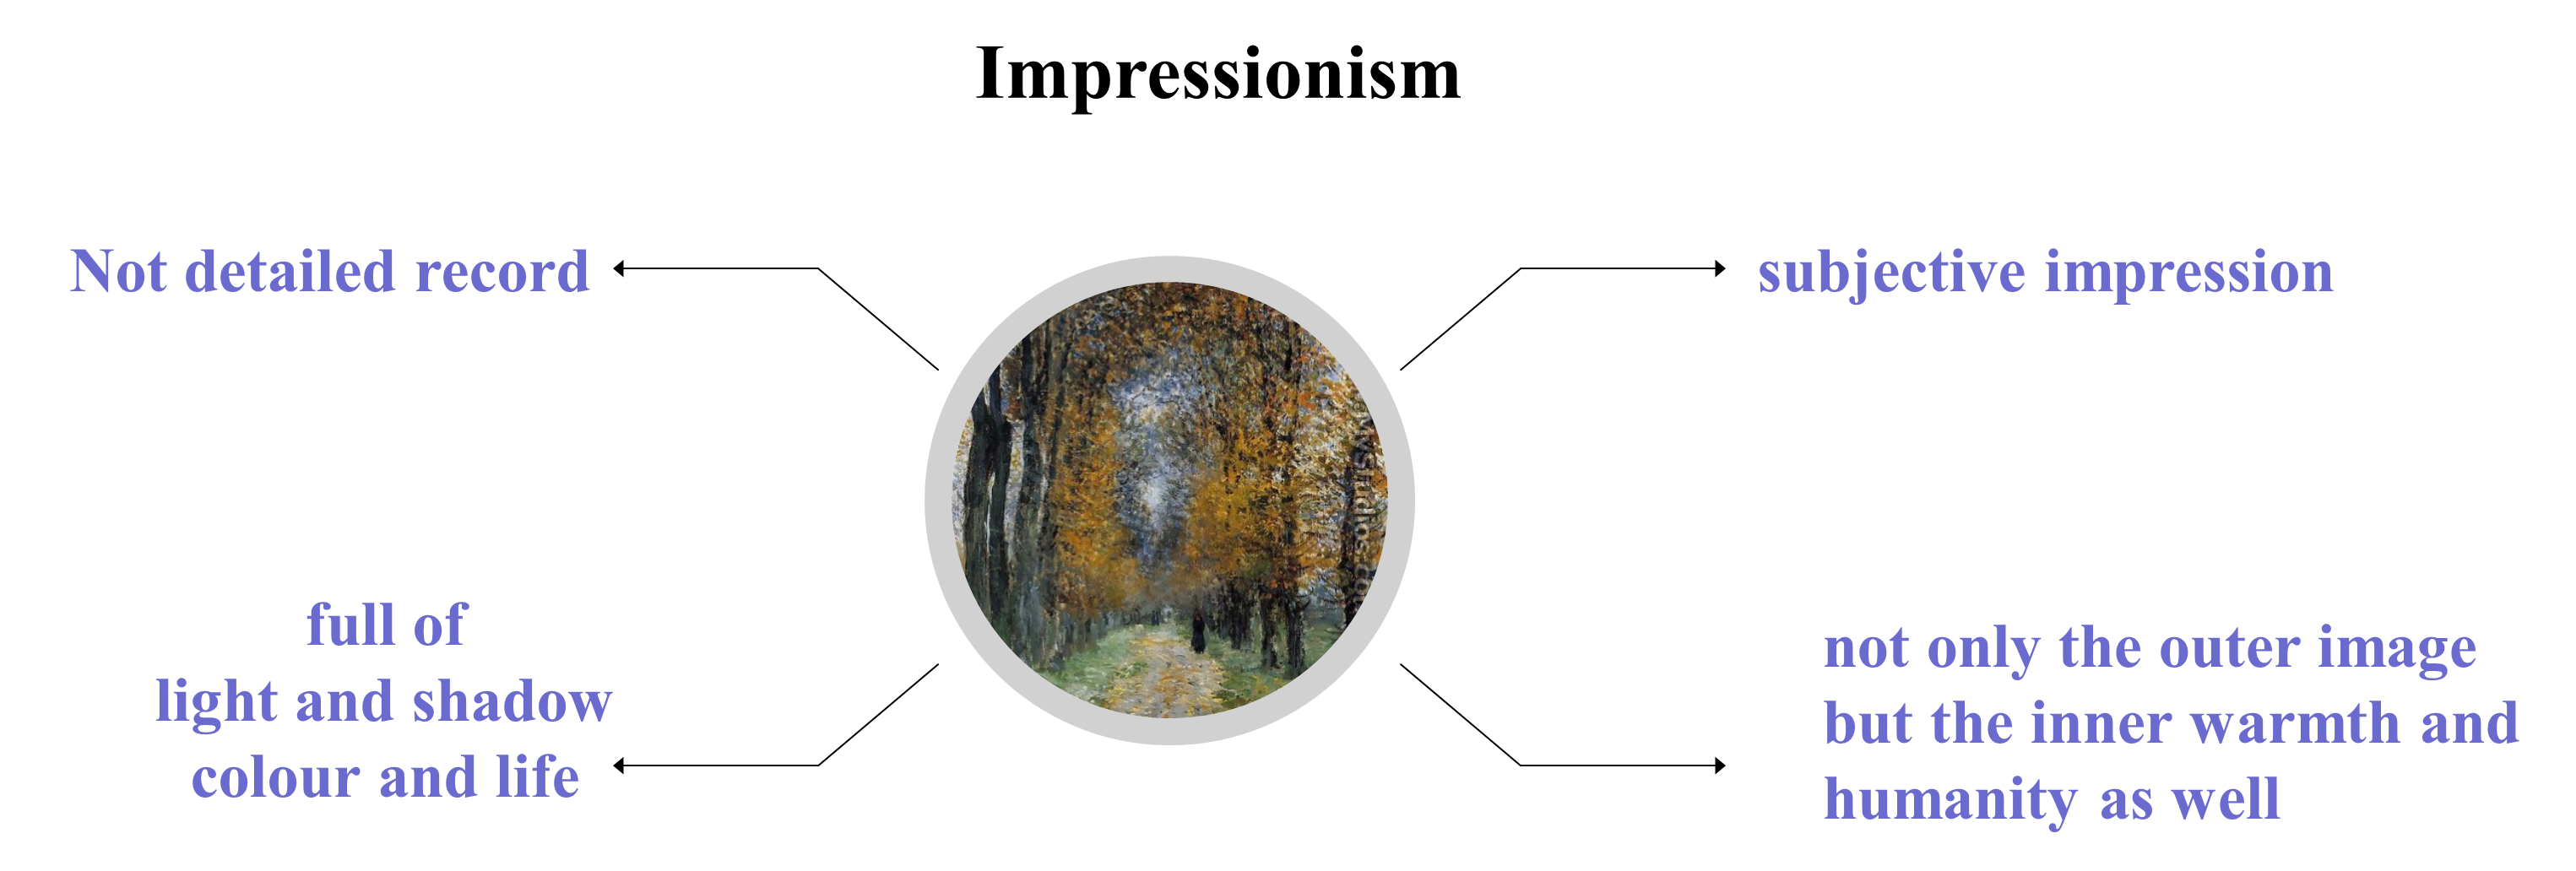 Impressionism
Not detailed record
subjective impression
full of
light and shadow
colour and life
not only the outer image
but the inner warmth and
humanity as well